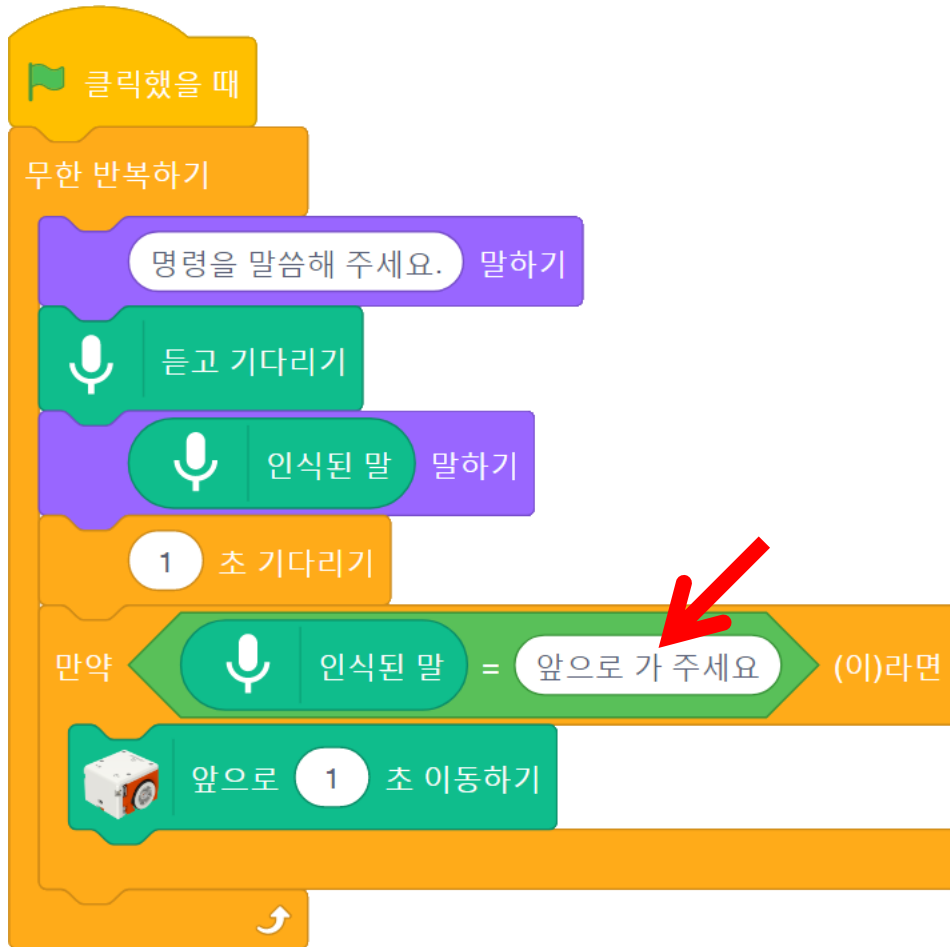 클릭했을 때
무한 반복하기
명령을 말씀해 주세요. 말하기
듣고 기다리기
인식된 말 말하기
1 초 기다리기
만약 인식된 말 = 앞으로 가 주세요 (이)라면
앞으로 1 초 이동하기